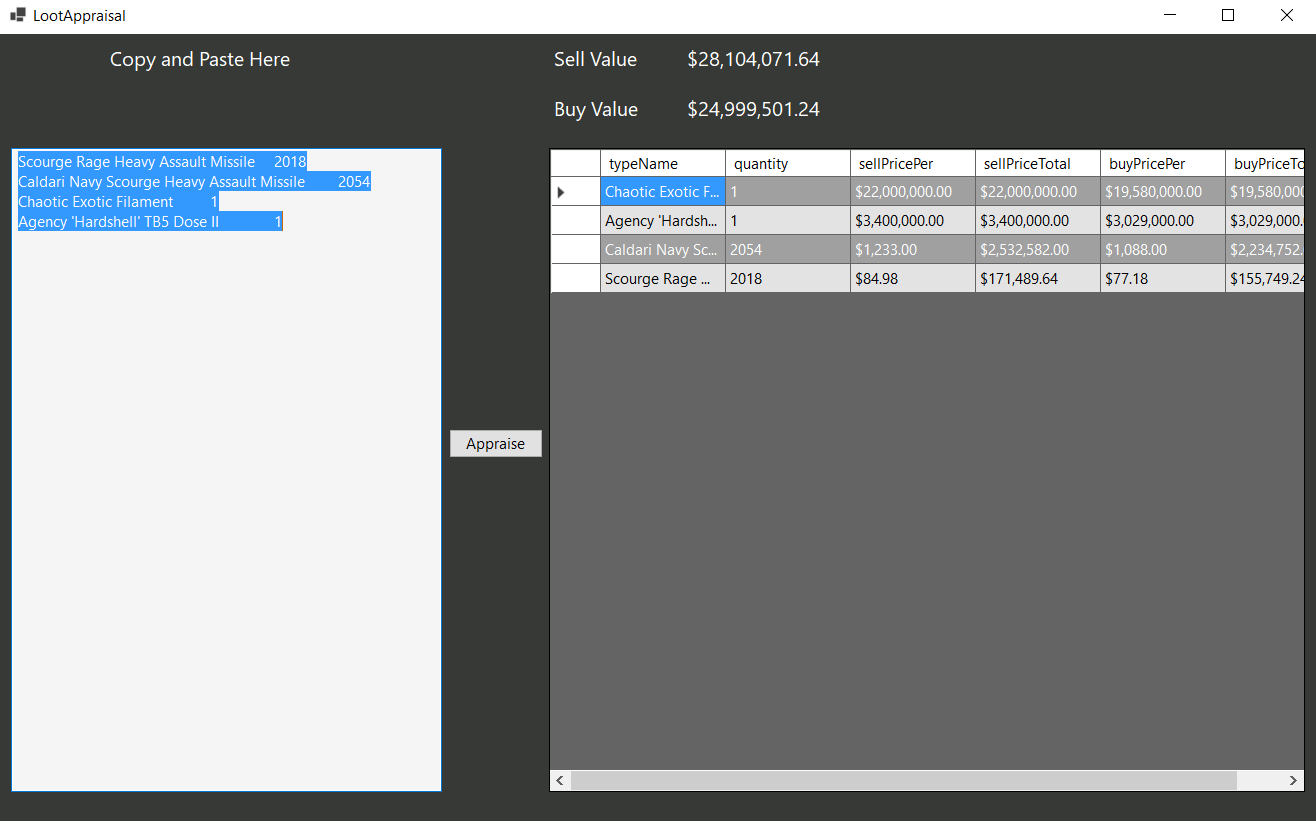 LootAppraisal
Copy and Paste Here
Sell Value $28,104,071.64
Buy Value $24,999,501.24
Scourge Rage Heavy Assault Missile 2018
Caldari Navy Scourge Heavy Assault Missile 2054
Chaotic Exotic Filament 1
Agency 'Hardshell' TB5 Dose II 1
Appraise
typeName quantity sellPricePer sellPriceTotal buyPricePer buyPriceTo
Chaotic Exotic F... 1 $22,000,000.00 $22,000,000.00 $19,580,000.00 $19,580,000
Agency 'Hardsh... 1 $3,400,000.00 $3,400,000.00 $3,029,000.00 $3,029,000.
Caldari Navy Sc... 2054 $1,233.00 $2,532,582.00 $1,088.00 $2,234,752.
Scourge Rage ... 2018 $84.98 $171,489.64 $77.18 $155,749.24